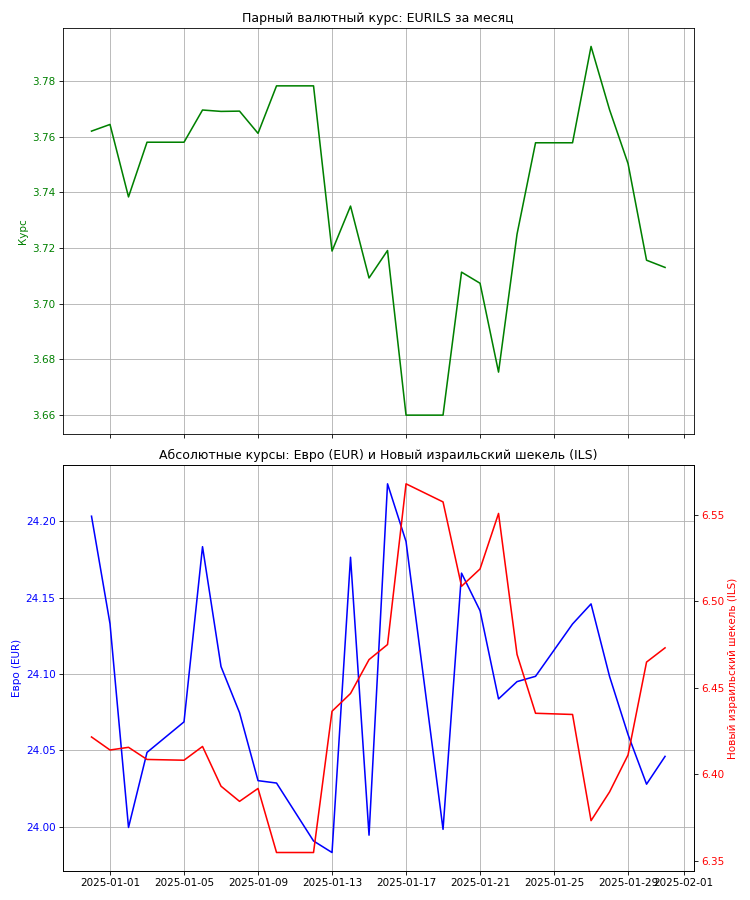 Парный валютный курс: EURILS за месяц
3.78
3.76
3.74
3.72
3.70
3.68
3.66
Курс
Абсолютные курсы: Евро (EUR) и Новый израильский шекель (ILS)
24.20
24.15
24.10
24.05
24.00
Евро (EUR)
6.55
6.50
6.45
6.40
6.35
Новый израильский шекель (ILS)
2025-01-01 2025-01-05 2025-01-09 2025-01-13 2025-01-17 2025-01-21 2025-01-25 2025-01-29 2025-02-01